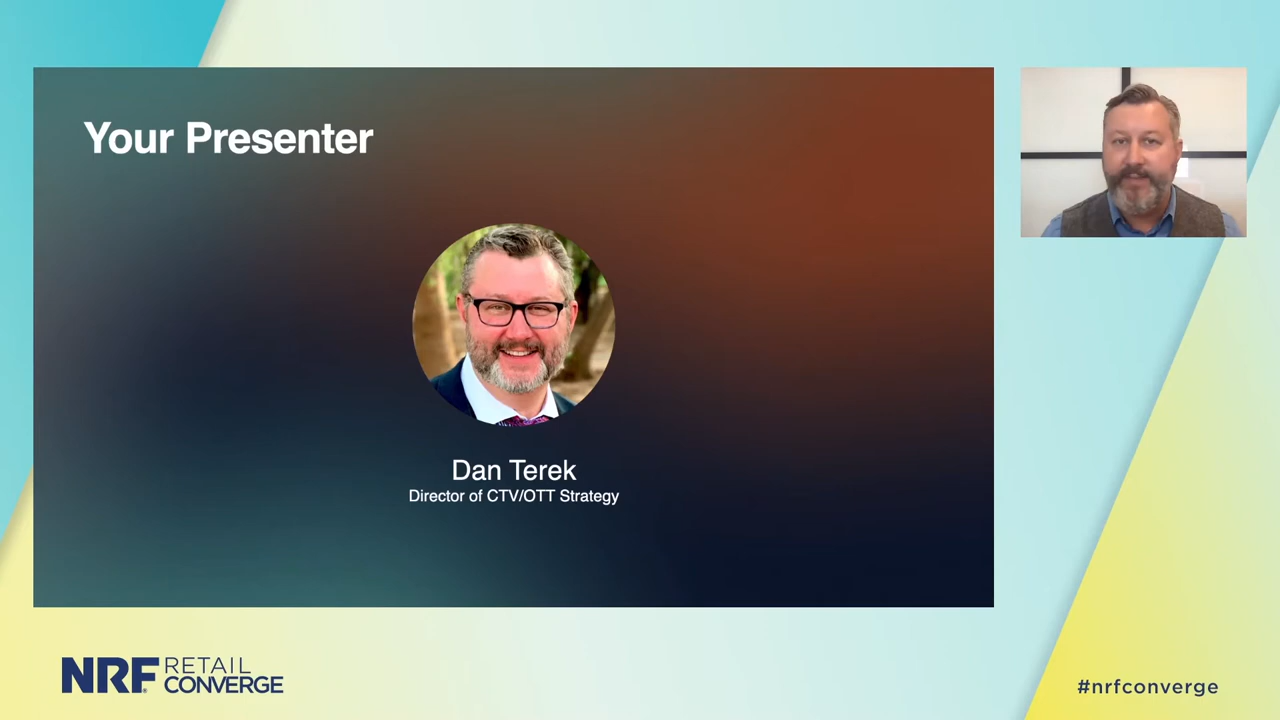 Your Presenter
Dan Terek
Director of CTV/OTT Strategy
NRF RETAIL
CONVERGE
#nrfconverge